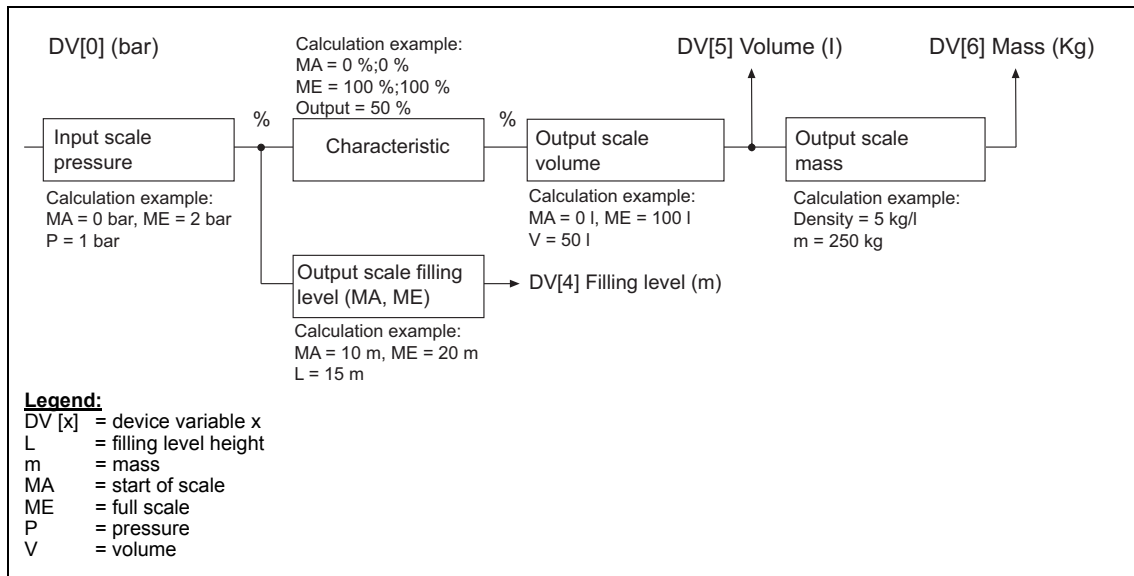 DV[0] (bar)
Calculation example:
MA = 0 %;0 %
ME = 100 %;100 %
Output = 50 %
DV[5] Volume (l)
DV[6] Mass (Kg)
%
%
Input scale
pressure
Characteristic
Output scale
volume
Output scale
mass
Calculation example:
MA = 0 bar, ME = 2 bar
P = 1 bar
Calculation example:
MA = 0 l, ME = 100 l
V = 50 l
Calculation example:
Density = 5 kg/l
m = 250 kg
Output scale filling
level (MA, ME)
DV[4] Filling level (m)
Calculation example:
MA = 10 m, ME = 20 m
L = 15 m
Legend:
DV [x] = device variable x
L = filling level height
m = mass
MA = start of scale
ME = full scale
P = pressure
V = volume